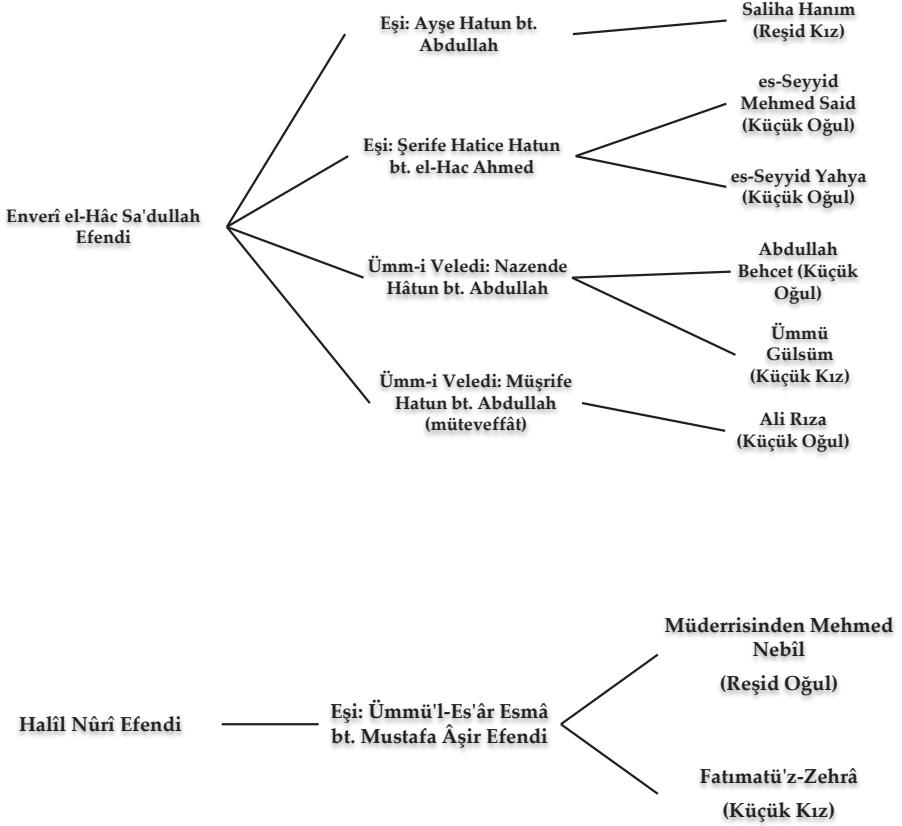 Enverî el-Hâc Sa'dullah
Efendi
Eşi: Ayşe Hatun bt.
Abdullah
Saliha Hanım
(Reşid Kız)
Eşi: Şerife Hatice Hatun
bt. el-Hac Ahmed
es-Seyyid
Mehmed Said
(Küçük Oğul)
es-Seyyid Yahya
(Küçük Oğul)
Ümm-i Veledi: Nazende
Hâtun bt. Abdullah
Abdullah
Behcet (Küçük
Oğul)
Ümmü
Gülsüm
(Küçük Kız)
Ümm-i Veledi: Müşrife
Hatun bt. Abdullah
(müteveffât)
Ali Rıza
(Küçük Oğul)
Halîl Nûrî Efendi
Eşi: Ümmü'l-Es'âr Esmâ
bt. Mustafa Âşir Efendi
Müderrisinden Mehmed
Nebîl
(Reşid Oğul)
Fatımatü'z-Zehrâ
(Küçük Kız)